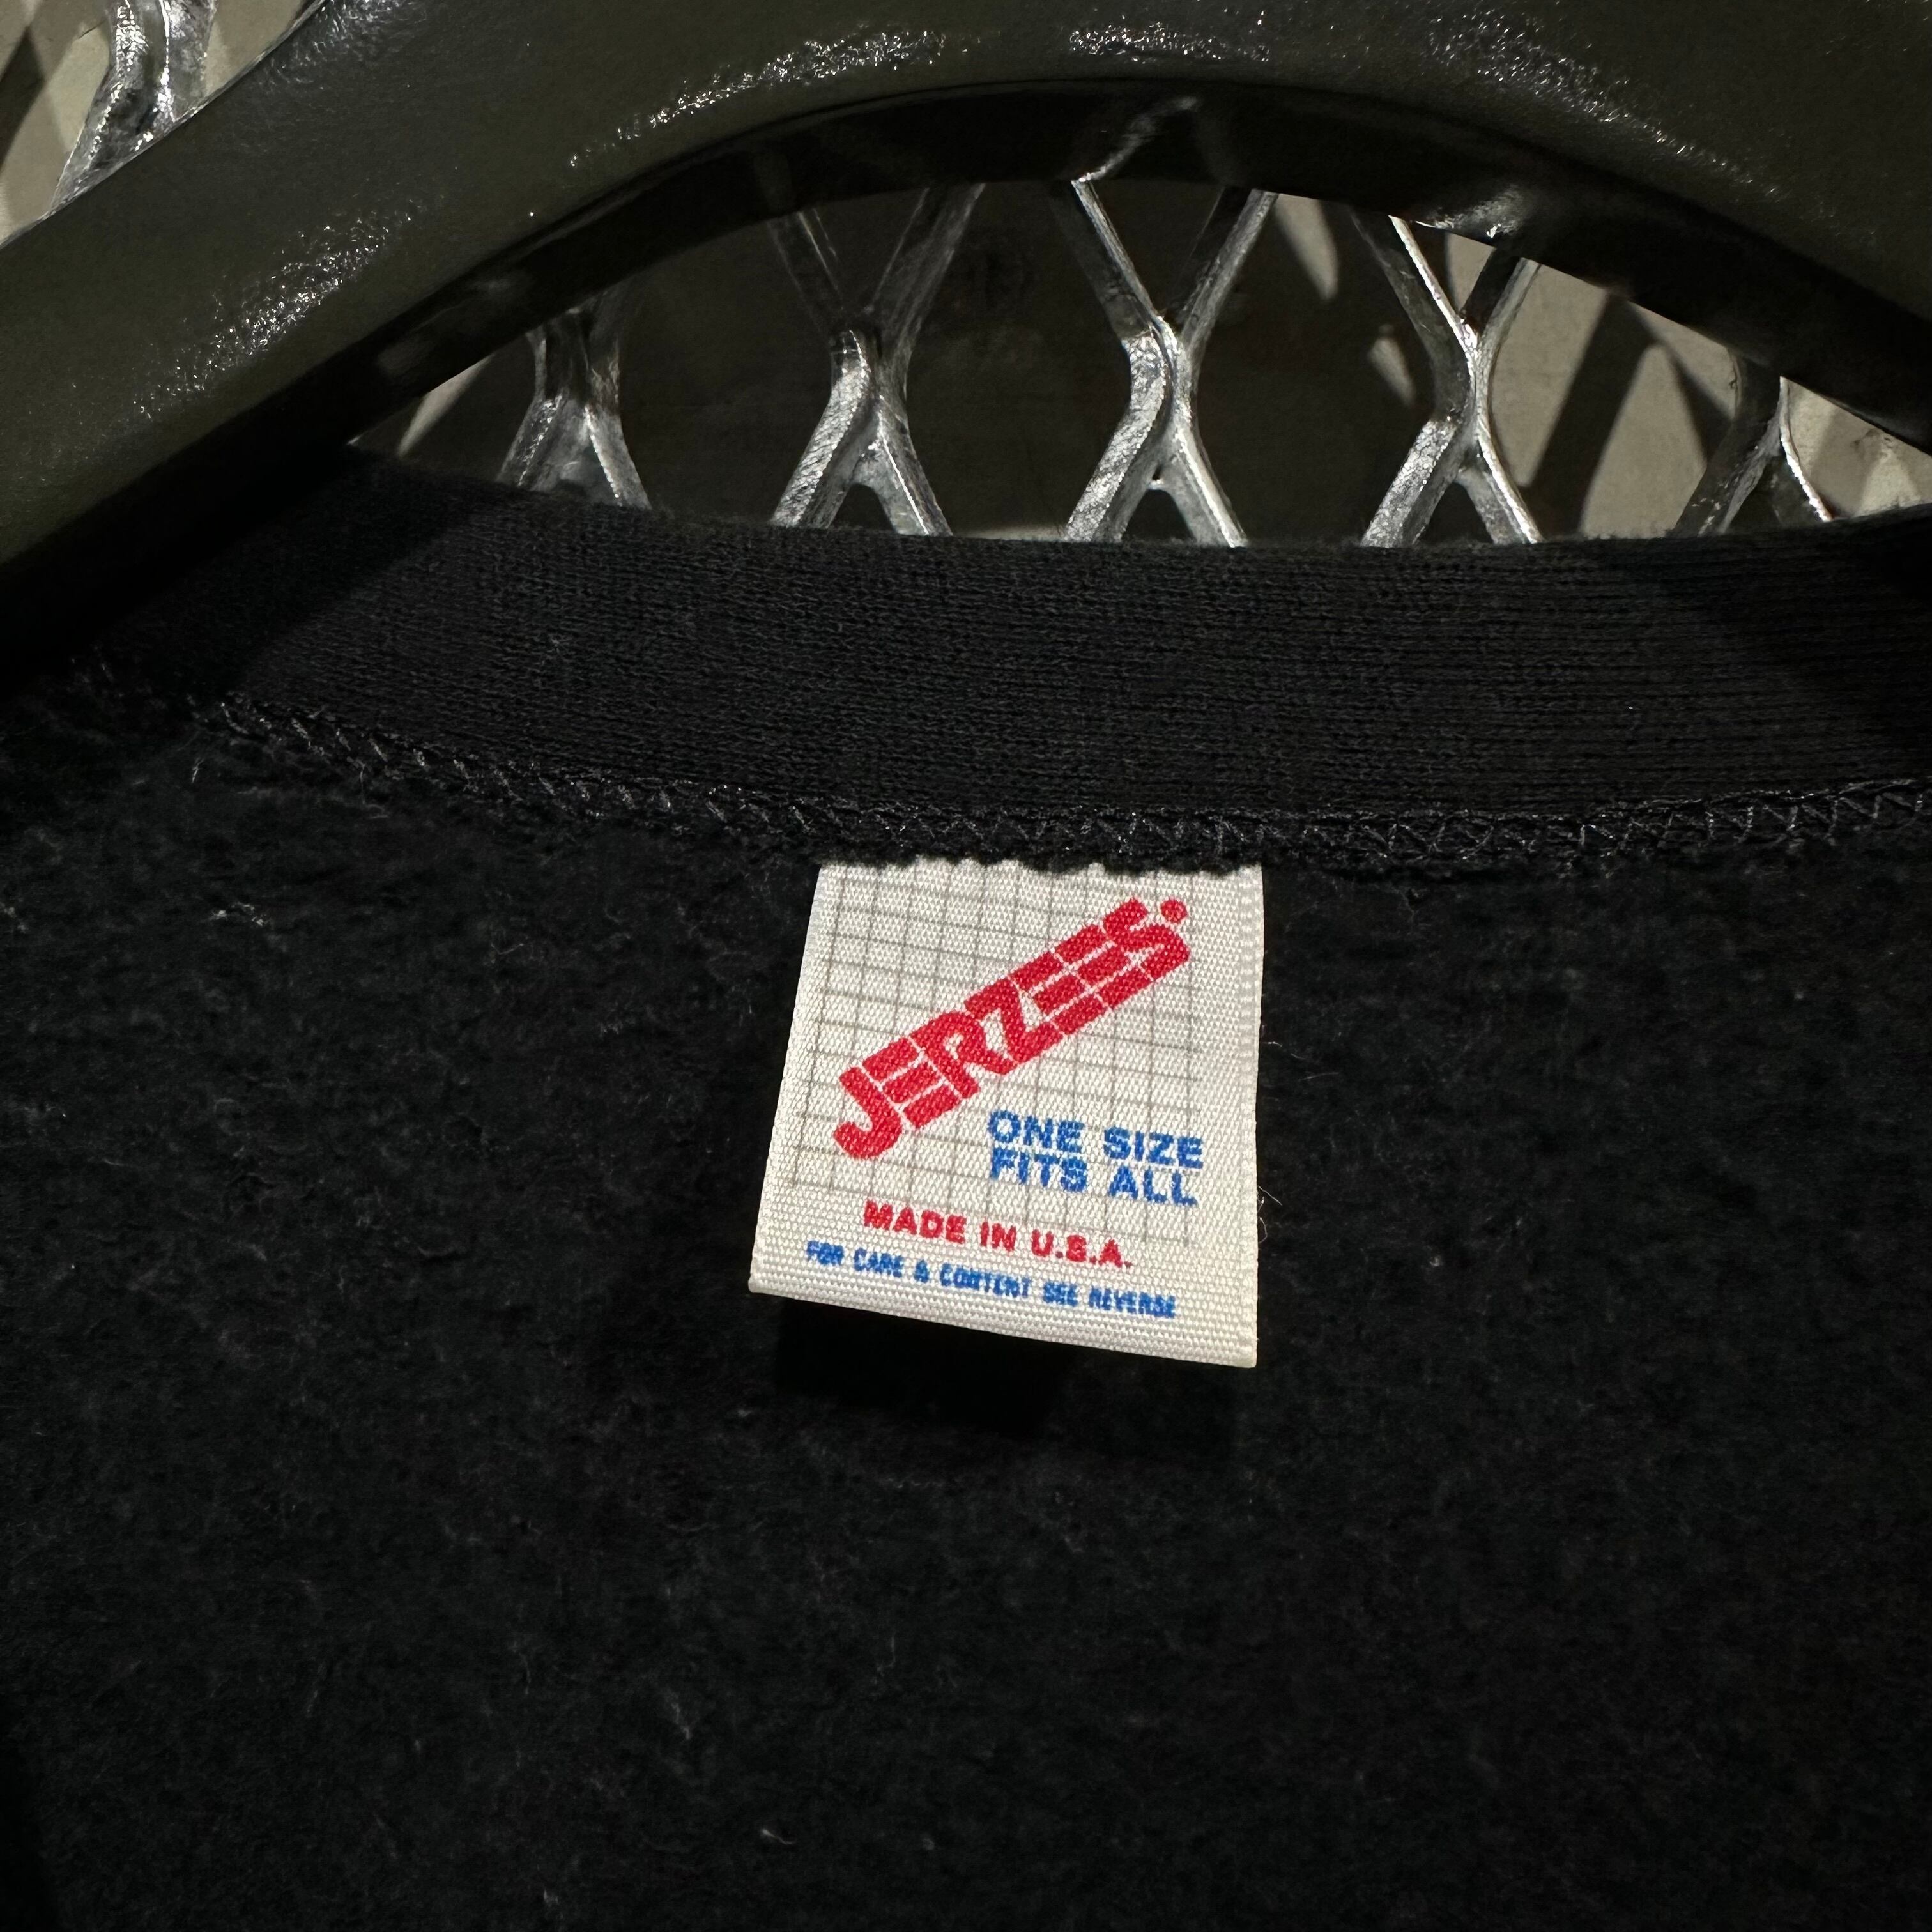 JERZEES
ONE SIZE
FITS ALL
MADE IN U.S.A.
FOR CARE & CONTENT SEE REVERSE